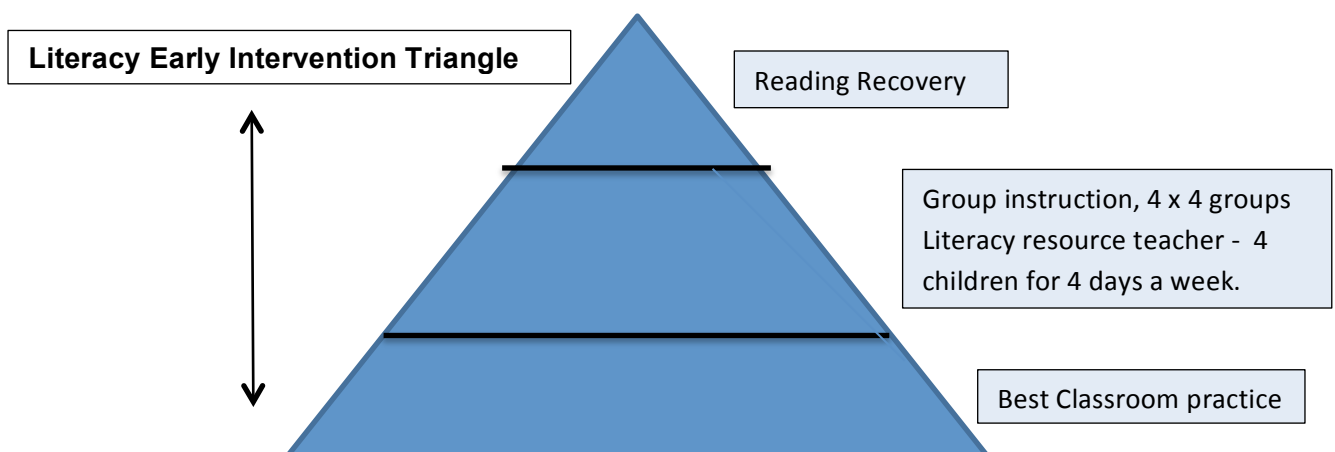 Literacy Early Intervention Triangle
Reading Recovery
Group instruction, 4 x 4 groups
Literacy resource teacher - 4
children for 4 days a week.
Best Classroom practice